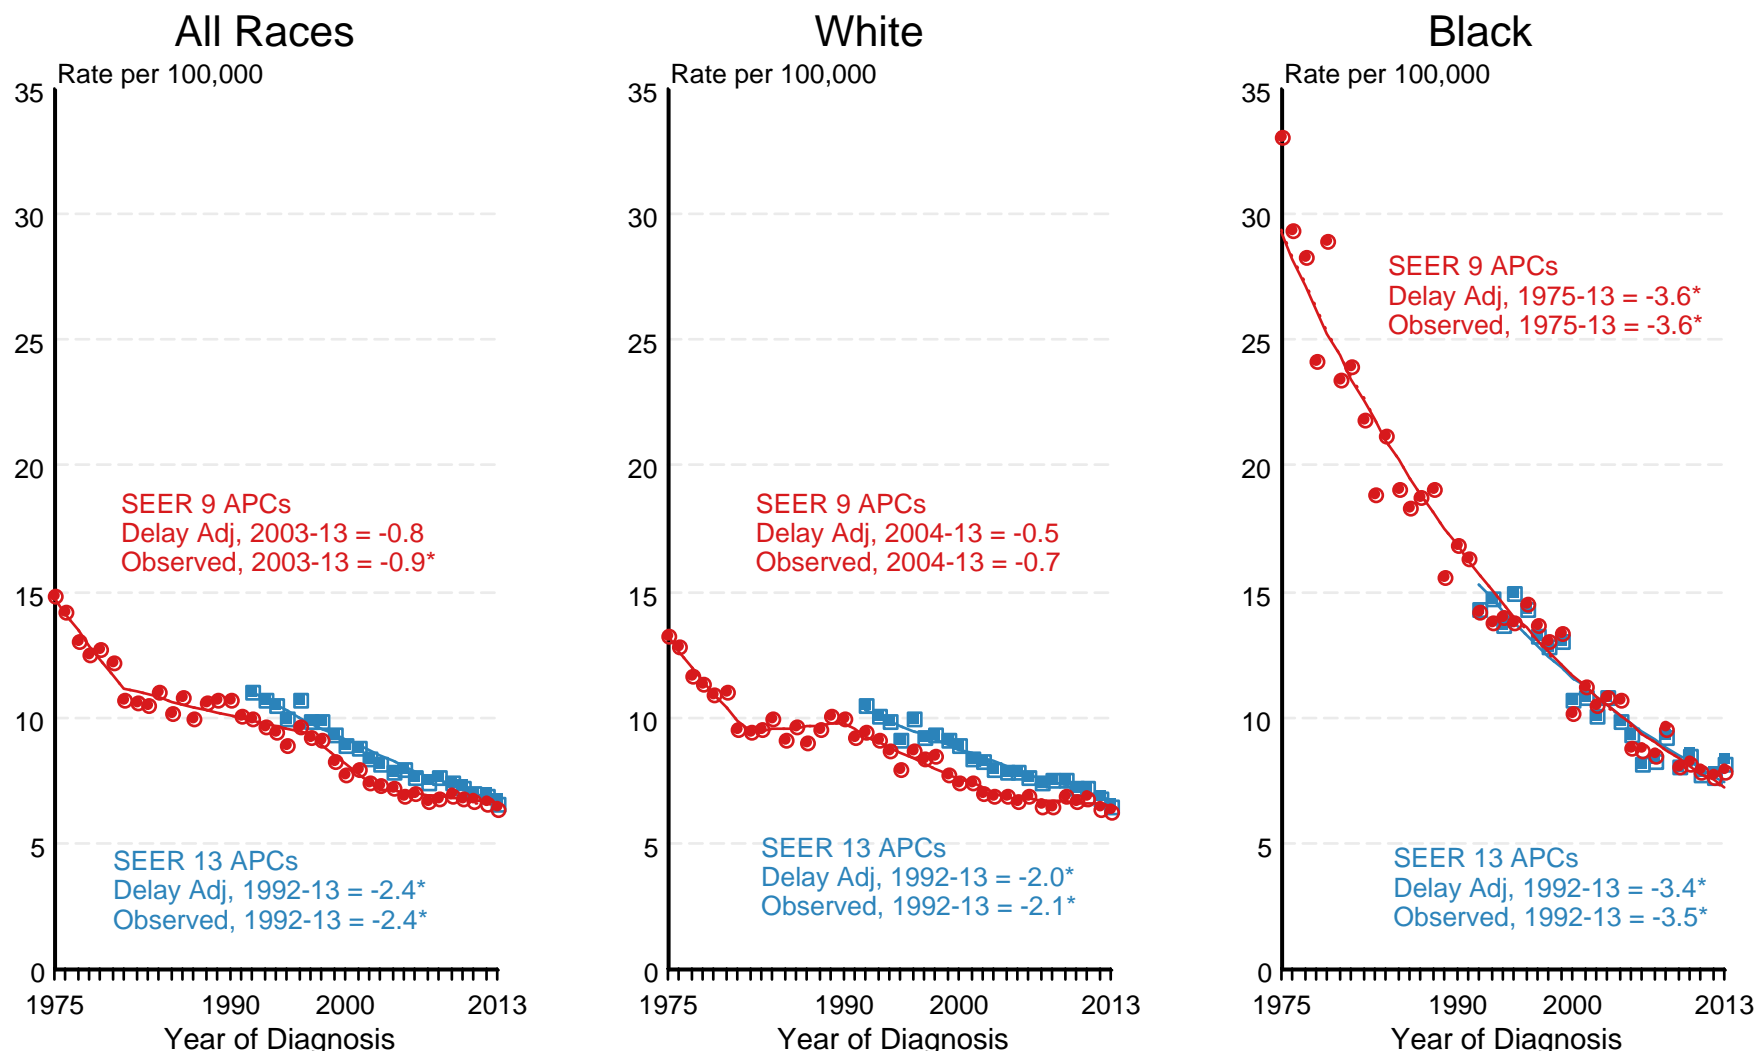 All Races
Rate per 100,000
35
30
25
20
15
10
5
0
SEER 9 APCs
Delay Adj, 2003-13 = -0.8
Observed, 2003-13 = -0.9*
SEER 13 APCs
Delay Adj, 1992-13 = -2.4*
Observed, 1992-13 = -2.4*
1975 1990 2000 2013
Year of Diagnosis
White
Rate per 100,000
35
30
25
20
15
10
5
0
SEER 9 APCs
Delay Adj, 2004-13 = -0.5
Observed, 2004-13 = -0.7
SEER 13 APCs
Delay Adj, 1992-13 = -2.0*
Observed, 1992-13 = -2.1*
1975 1990 2000 2013
Year of Diagnosis
Black
Rate per 100,000
35
30
25
20
15
10
5
0
SEER 9 APCs
Delay Adj, 1975-13 = -3.6*
Observed, 1975-13 = -3.6*
SEER 13 APCs
Delay Adj, 1992-13 = -3.4*
Observed, 1992-13 = -3.5*
1975 1990 2000 2013
Year of Diagnosis